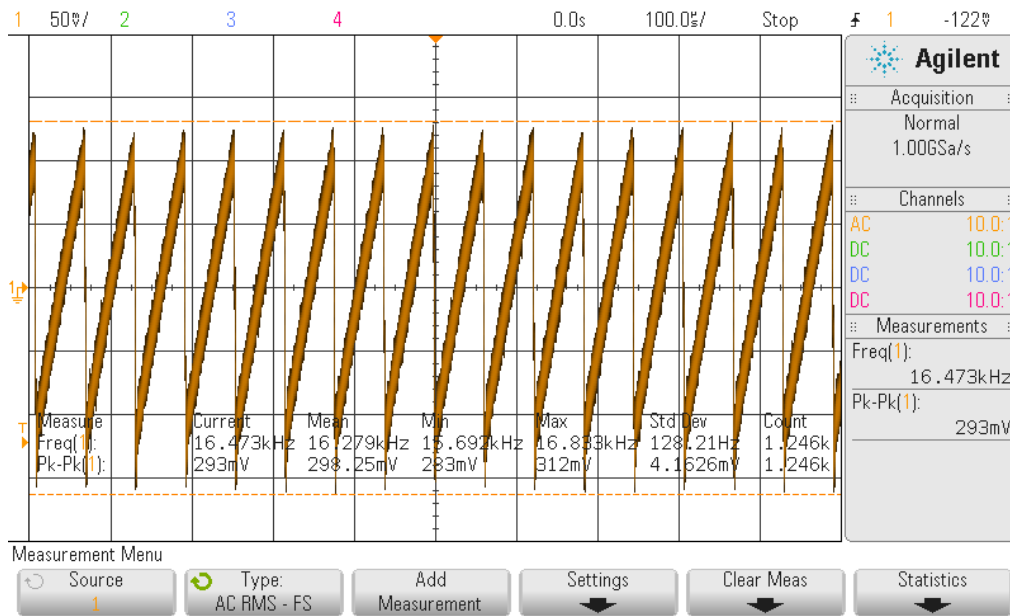 1 50mV/ 2 3 4 0.0s 100.0us/ Stop 1 -122mV
Agilent
Acquisition
Normal
1.00GSa/s
Channels
AC 10.0:1
DC 10.0:1
DC 10.0:1
DC 10.0:1
Measurements
Freq(1):
16.473kHz
Pk-Pk(1):
293mV
1
T
Measure Current Mean Min Max Std Dev Count
Freq(1): 16.473kHz 16.279kHz 15.692kHz 16.833kHz 128.21Hz 1.246k
Pk-Pk(1): 293mV 298.25mV 283mV 312mV 4.1626mV 1.246k
Measurement Menu
Source
1
Type:
AC RMS - FS
Add
Measurement
Settings
Clear Meas
Statistics